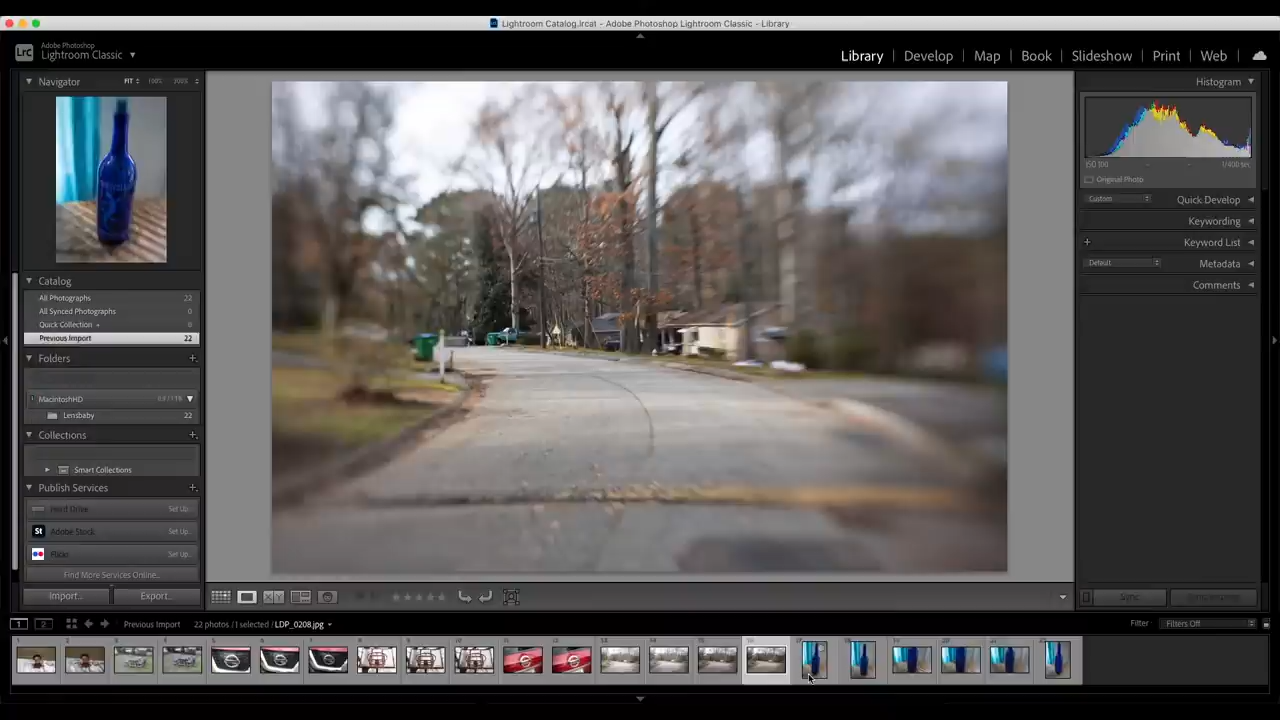 Lightroom Catalog.lrcat - Adobe Photoshop Lightroom Classic - Library
Lrc
Adobe Photoshop
Lightroom Classic
Library
Develop
Map
Book
Slideshow
Print
Web
Navigator
FIT
100%
300%
Histogram
ISO 100
1/400 sec
Original Photo
Custom
Quick Develop
Keywording
Keyword List
Default
Metadata
Comments
Catalog
All Photographs 22
All Synced Photographs 0
Quick Collection + 0
Previous Import 22
Folders
MacintoshHD
Lensbaby 22
Collections
Smart Collections
Publish Services
Hard Drive Set Up...
St Adobe Stock Set Up...
Flickr Set Up...
Find More Services Online...
Import...
Export...
XY
Sync
1 2
Previous Import
22 photos / 1 selected / LDP_0208.jpg
Filter
Filters Off